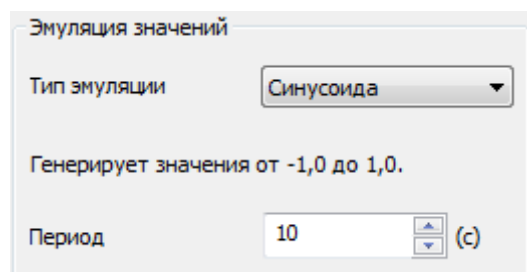 Эмуляция значений
Тип эмуляции Синусоида
Генерирует значения от -1,0 до 1,0.
Период 10 (с)